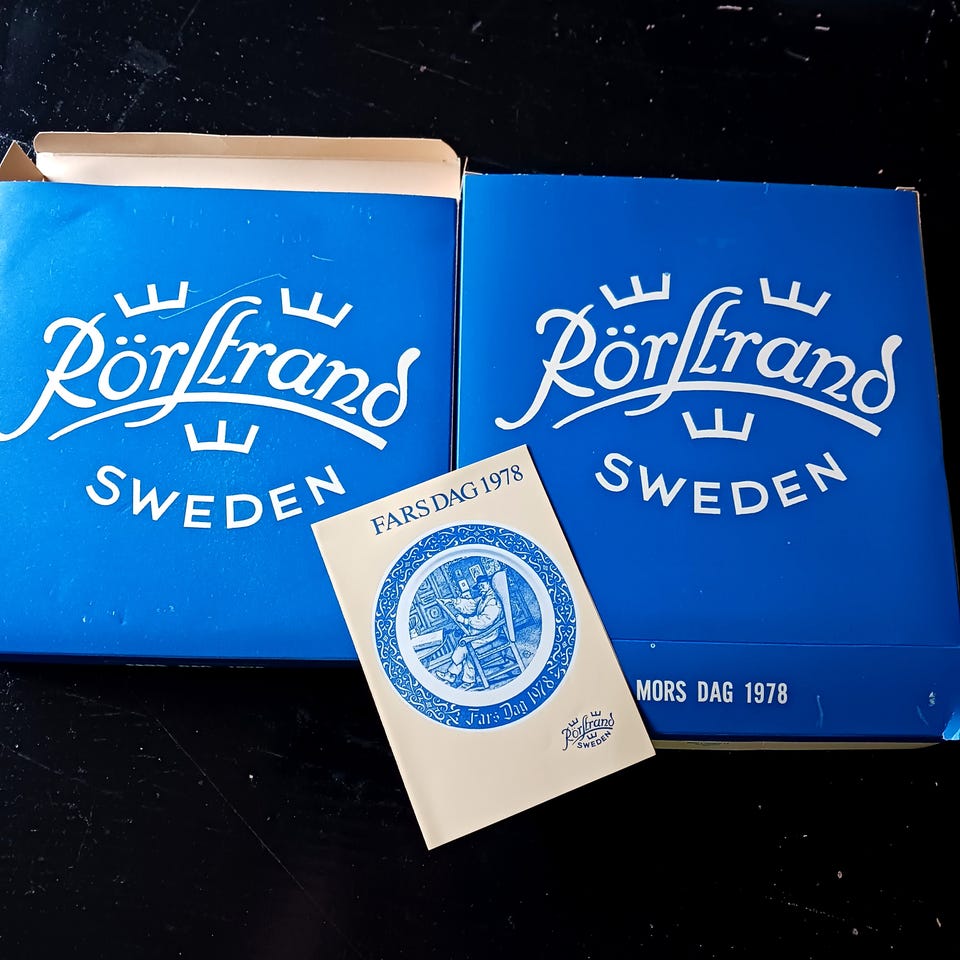 Rörstrand
SWEDEN
Rörstrand
SWEDEN
MORS DAG 1978
FARS DAG 1978
Fars Dag 1978
Rörstrand
SWEDEN